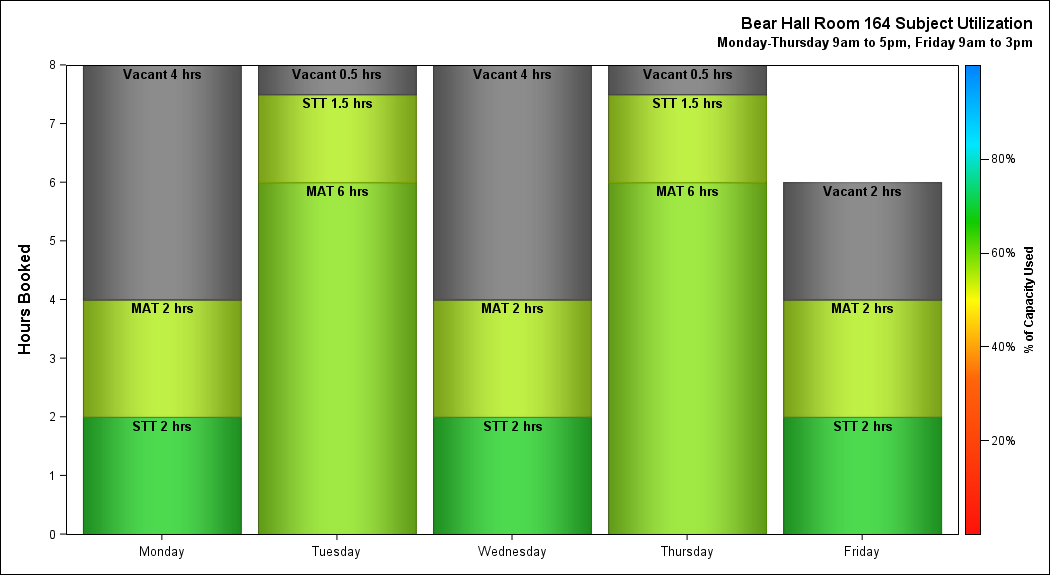 Bear Hall Room 164 Subject Utilization
Monday-Thursday 9am to 5pm, Friday 9am to 3pm
Hours Booked
8
7
6
5
4
3
2
1
0
Vacant 4 hrs
MAT 2 hrs
STT 2 hrs
Vacant 0.5 hrs
STT 1.5 hrs
MAT 6 hrs
Vacant 4 hrs
MAT 2 hrs
STT 2 hrs
Vacant 0.5 hrs
STT 1.5 hrs
MAT 6 hrs
Vacant 2 hrs
MAT 2 hrs
STT 2 hrs
Monday
Tuesday
Wednesday
Thursday
Friday
80%
60%
40%
20%
% of Capacity Used